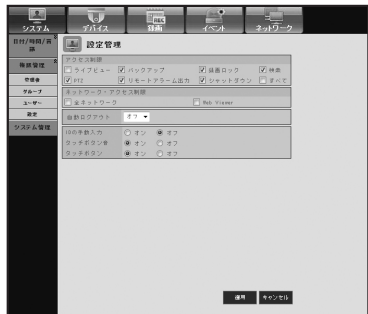 システム デバイス 録画 イベント ネットワーク
REC
日付/時間/言語
設定管理
権限管理
管理者
グループ
ユーザー
設定
システム管理
アクセス制限
ライブビュー バックアップ 録画ロック 検索
PTZ リモートアラーム出力 シャットダウン すべて
ネットワーク・アクセス制限
全ネットワーク Web Viewer
自動ログアウト オフ
IDの手動入力 オン オフ
タッチボタン音 オン オフ
タッチボタン オン オフ
適用 キャンセル